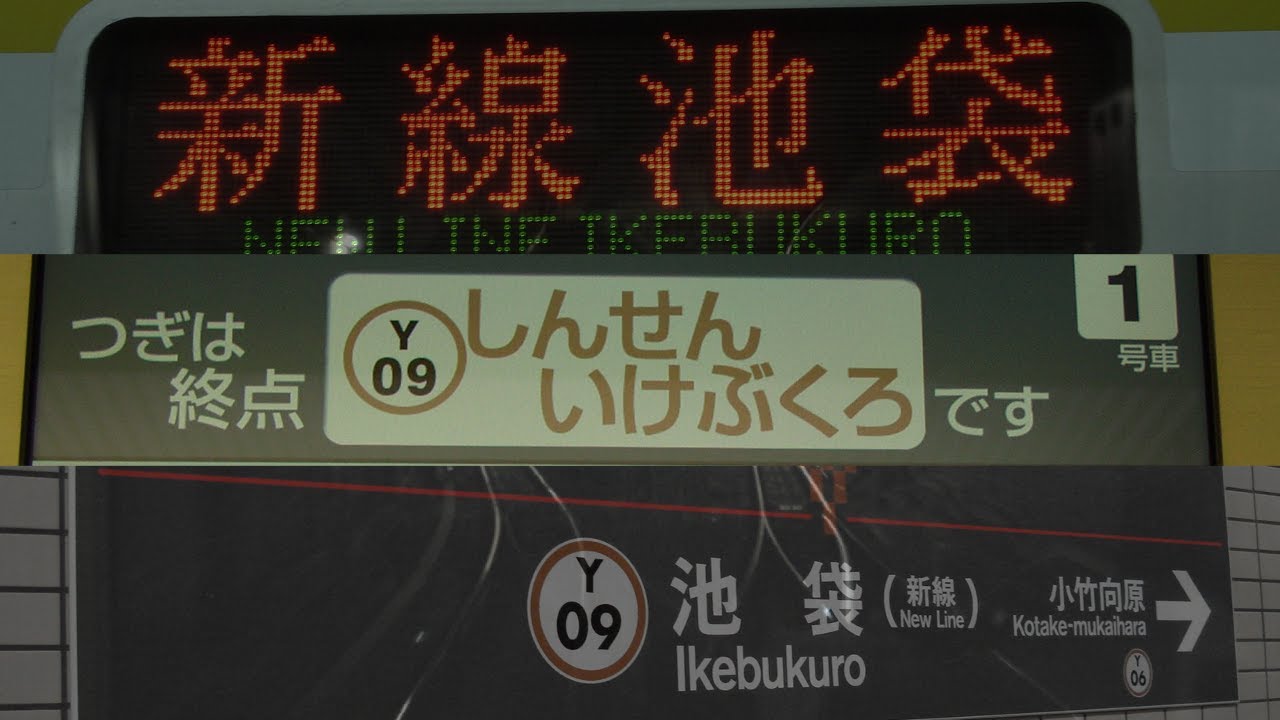 新線池袋
NEW LINE IKEBUKURO
1
号車
つぎは
終点
Y
09
しんせん
いけぶくろ
です
Y
09
池袋
(新線
New Line)
Ikebukuro
小竹向原
Kotake-mukaihara
Y
06